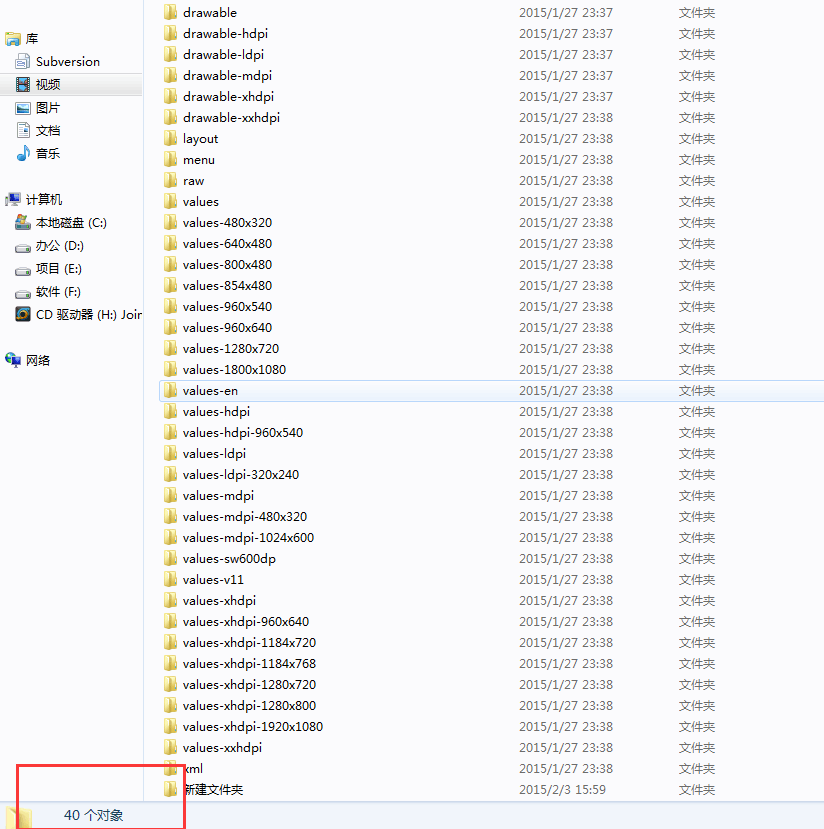 库
Subversion
视频
图片
文档
音乐
计算机
本地磁盘 (C:)
办公 (D:)
项目 (E:)
软件 (F:)
CD 驱动器 (H:) Join
网络
drawable 2015/1/27 23:37 文件夹
drawable-hdpi 2015/1/27 23:37 文件夹
drawable-ldpi 2015/1/27 23:37 文件夹
drawable-mdpi 2015/1/27 23:37 文件夹
drawable-xhdpi 2015/1/27 23:37 文件夹
drawable-xxhdpi 2015/1/27 23:38 文件夹
layout 2015/1/27 23:38 文件夹
menu 2015/1/27 23:38 文件夹
raw 2015/1/27 23:38 文件夹
values 2015/1/27 23:38 文件夹
values-480x320 2015/1/27 23:38 文件夹
values-640x480 2015/1/27 23:38 文件夹
values-800x480 2015/1/27 23:38 文件夹
values-854x480 2015/1/27 23:38 文件夹
values-960x540 2015/1/27 23:38 文件夹
values-960x640 2015/1/27 23:38 文件夹
values-1280x720 2015/1/27 23:38 文件夹
values-1800x1080 2015/1/27 23:38 文件夹
values-en 2015/1/27 23:38 文件夹
values-hdpi 2015/1/27 23:38 文件夹
values-hdpi-960x540 2015/1/27 23:38 文件夹
values-ldpi 2015/1/27 23:38 文件夹
values-ldpi-320x240 2015/1/27 23:38 文件夹
values-mdpi 2015/1/27 23:38 文件夹
values-mdpi-480x320 2015/1/27 23:38 文件夹
values-mdpi-1024x600 2015/1/27 23:38 文件夹
values-sw600dp 2015/1/27 23:38 文件夹
values-v11 2015/1/27 23:38 文件夹
values-xhdpi 2015/1/27 23:38 文件夹
values-xhdpi-960x640 2015/1/27 23:38 文件夹
values-xhdpi-1184x720 2015/1/27 23:38 文件夹
values-xhdpi-1184x768 2015/1/27 23:38 文件夹
values-xhdpi-1280x720 2015/1/27 23:38 文件夹
values-xhdpi-1280x800 2015/1/27 23:38 文件夹
values-xhdpi-1920x1080 2015/1/27 23:38 文件夹
values-xxhdpi 2015/1/27 23:38 文件夹
xml 2015/1/27 23:38 文件夹
新建文件夹 2015/2/3 15:59 文件夹
40 个对象